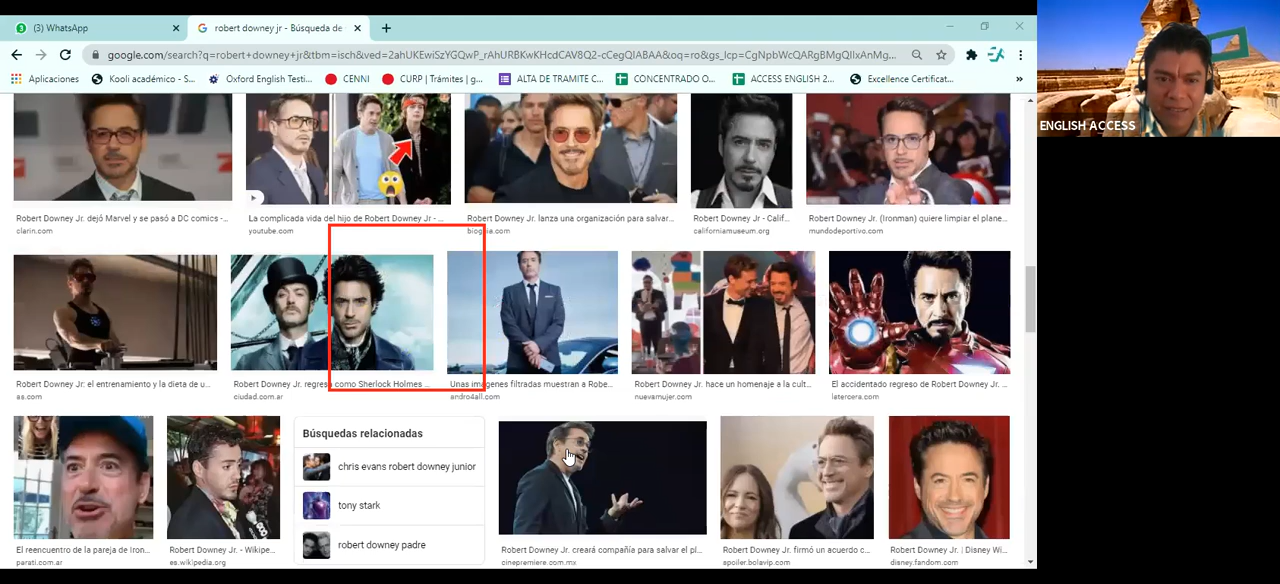 (3) WhatsApp
robert downey jr - Búsqueda de
google.com/search?q=robert+downey+jr&tbm=isch&ved=
Aplicaciones
Kooli académico - S...
Oxford English Testi...
CENNI
CURP | Trámites | g...
ALTA DE TRAMITE C...
CONCENTRADO O...
ACCESS ENGLISH 2...
Excellence Certificat...
»
ENGLISH ACCESS
Robert Downey Jr. dejó Marvel y se pasó a DC comics -...
clarin.com
La complicada vida del hijo de Robert Downey Jr - ...
youtube.com
Robert Downey Jr. lanza una organización para salvar...
Robert Downey Jr - Calif...
californiamuseum.org
Robert Downey Jr. (Ironman) quiere limpiar el plane...
mundodeportivo.com
Robert Downey Jr: el entrenamiento y la dieta de u...
as.com
Robert Downey Jr. regresa como Sherlock Holmes ...
ciudad.com.ar
Unas imágenes filtradas muestran a Robe...
andro4all.com
Robert Downey Jr. hace un homenaje a la cult...
nuevamujer.com
El accidentado regreso de Robert Downey Jr. ...
latercera.com
El reencuentro de la pareja de Iron...
parati.com.ar
Robert Downey Jr. - Wikipe...
es.wikipedia.org
Búsquedas relacionadas
chris evans robert downey junior
tony stark
robert downey padre
Robert Downey Jr. creará compañía para salvar el pl...
cinepremiere.com.mx
Robert Downey Jr. firmó un acuerdo c...
apoiler.bolavip.com
Robert Downey Jr. | Disney Wi...
disney.fandom.com